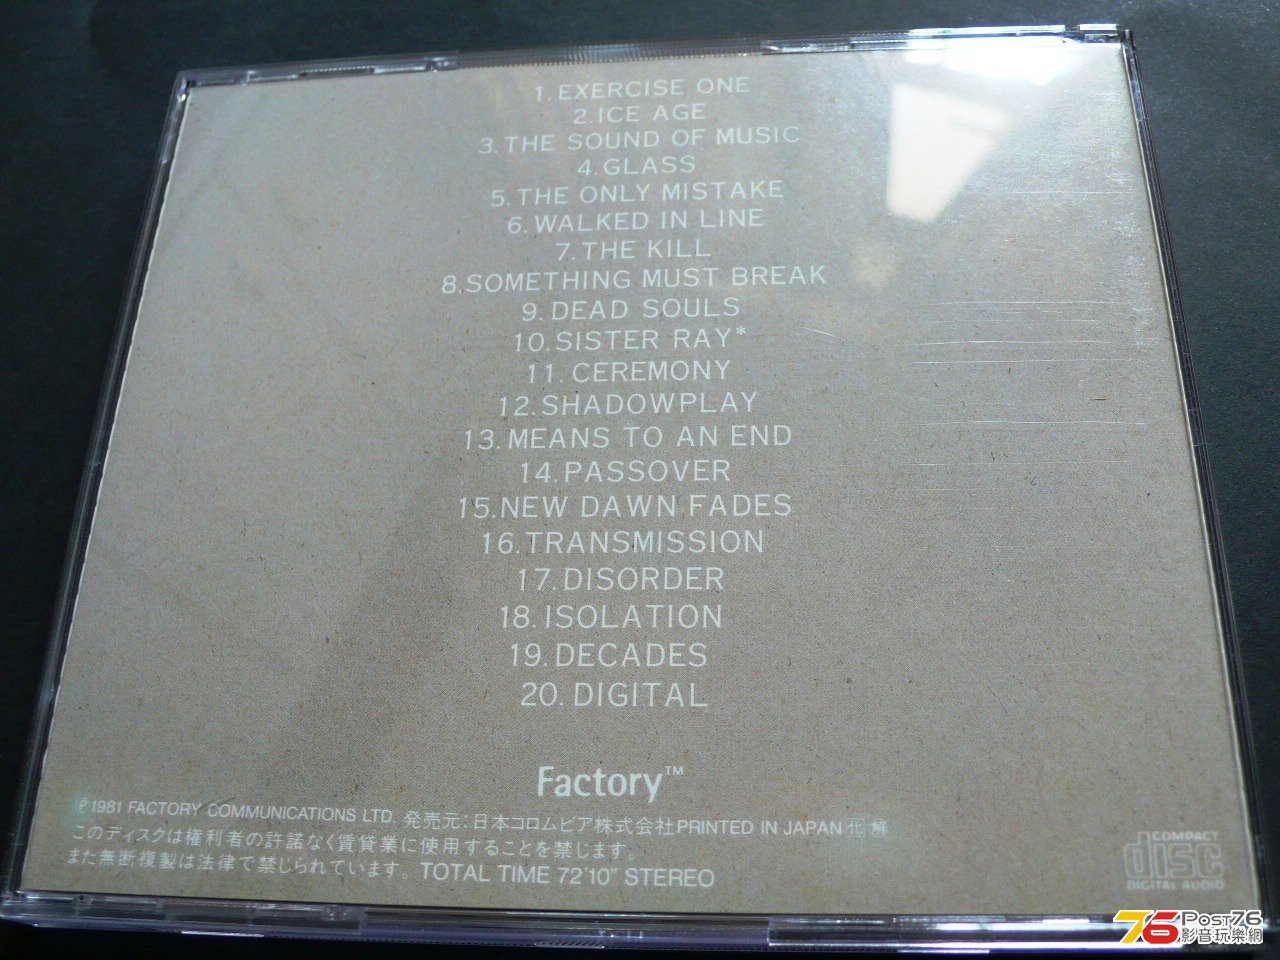 1. EXERCISE ONE
2. ICE AGE
3. THE SOUND OF MUSIC
4. GLASS
5. THE ONLY MISTAKE
6. WALKED IN LINE
7. THE KILL
8. SOMETHING MUST BREAK
9. DEAD SOULS
10. SISTER RAY*
11. CEREMONY
12. SHADOWPLAY
13. MEANS TO AN END
14. PASSOVER
15. NEW DAWN FADES
16. TRANSMISSION
17. DISORDER
18. ISOLATION
19. DECADES
20. DIGITAL
Factory™
℗1981 FACTORY COMMUNICATIONS LTD. 発売元:日本コロムビア株式会社 PRINTED IN JAPAN
このディスクは権利者の許諾なく賃貸業に使用することを禁じます。
また無断複製は法律で禁じられています。 TOTAL TIME 72'10" STEREO
COMPACT
disc
DIGITAL AUDIO
76 POST76
影音玩樂網